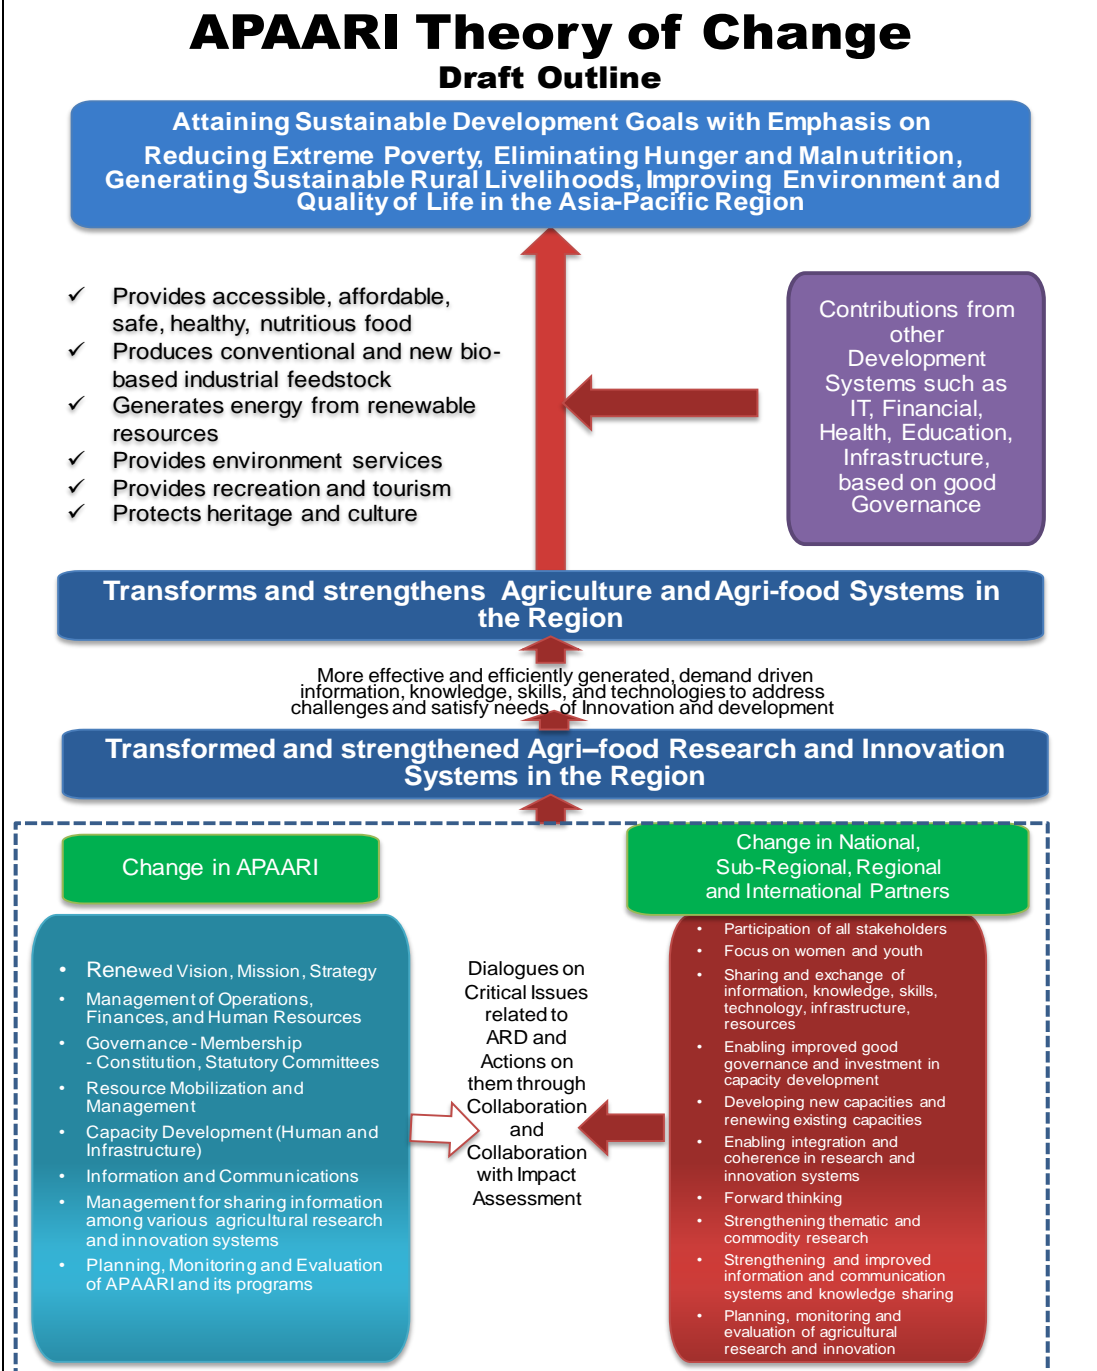 APAARI Theory of Change
Draft Outline
Attaining Sustainable Development Goals with Emphasis on
Reducing Extreme Poverty, Eliminating Hunger and Malnutrition,
Generating Sustainable Rural Livelihoods, Improving Environment and
Quality of Life in the Asia-Pacific Region
✓ Provides accessible, affordable,
safe, healthy, nutritious food
✓ Produces conventional and new bio-
based industrial feedstock
✓ Generates energy from renewable
resources
✓ Provides environment services
✓ Provides recreation and tourism
✓ Protects heritage and culture
Contributions from
other
Development
Systems such as
IT, Financial,
Health, Education,
Infrastructure,
based on good
Governance
Transforms and strengthens Agriculture and Agri-food Systems in
the Region
More effective and efficiently generated, demand driven
information, knowledge, skills, and technologies to address
challenges and satisfy needs of Innovation and development
Transformed and strengthened Agri–food Research and Innovation
Systems in the Region
Change in APAARI
• Renewed Vision, Mission, Strategy
• Management of Operations,
Finances, and Human Resources
• Governance - Membership
- Constitution, Statutory Committees
• Resource Mobilization and
Management
• Capacity Development (Human and
Infrastructure)
• Information and Communications
• Management for sharing information
among various agricultural research
and innovation systems
• Planning, Monitoring and Evaluation
of APAARI and its programs
Dialogues on
Critical Issues
related to
ARD and
Actions on
them through
Collaboration
and
Collaboration
with Impact
Assessment
Change in National,
Sub-Regional, Regional
and International Partners
• Participation of all stakeholders
• Focus on women and youth
• Sharing and exchange of
information, knowledge, skills,
technology, infrastructure,
resources
• Enabling improved good
governance and investment in
capacity development
• Developing new capacities and
renewing existing capacities
• Enabling integration and
coherence in research and
innovation systems
• Forward thinking
• Strengthening thematic and
commodity research
• Strengthening and improved
information and communication
systems and knowledge sharing
• Planning, monitoring and
evaluation of agricultural
research and innovation